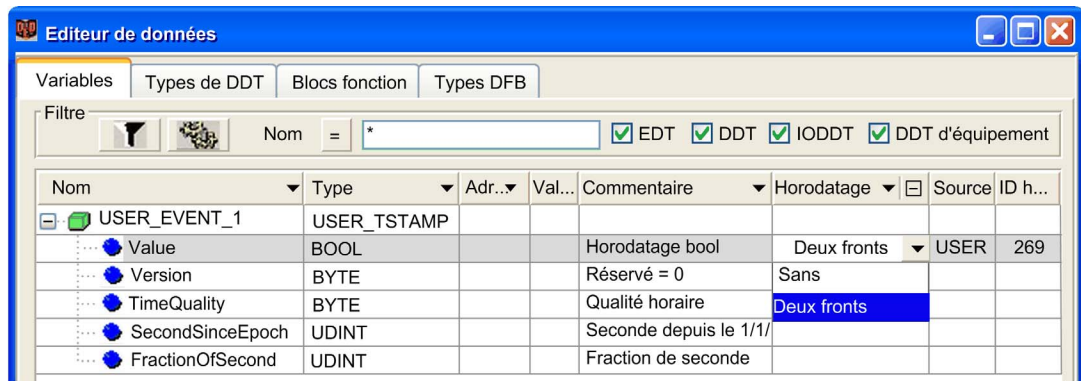 Editeur de données
Variables Types de DDT Blocs fonction Types DFB
Filtre
Nom = * EDT DDT IODDT DDT d'équipement
Nom Type Adr... Val... Commentaire Horodatage Source ID h...
USER_EVENT_1 USER_TSTAMP
Value BOOL Horodatage bool Deux fronts USER 269
Version BYTE Réservé = 0 Sans
TimeQuality BYTE Qualité horaire Deux fronts
SecondSinceEpoch UDINT Seconde depuis le 1/1/
FractionOfSecond UDINT Fraction de seconde